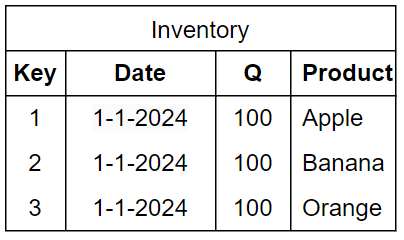 Inventory
Key Date Q Product
1 1-1-2024 100 Apple
2 1-1-2024 100 Banana
3 1-1-2024 100 Orange